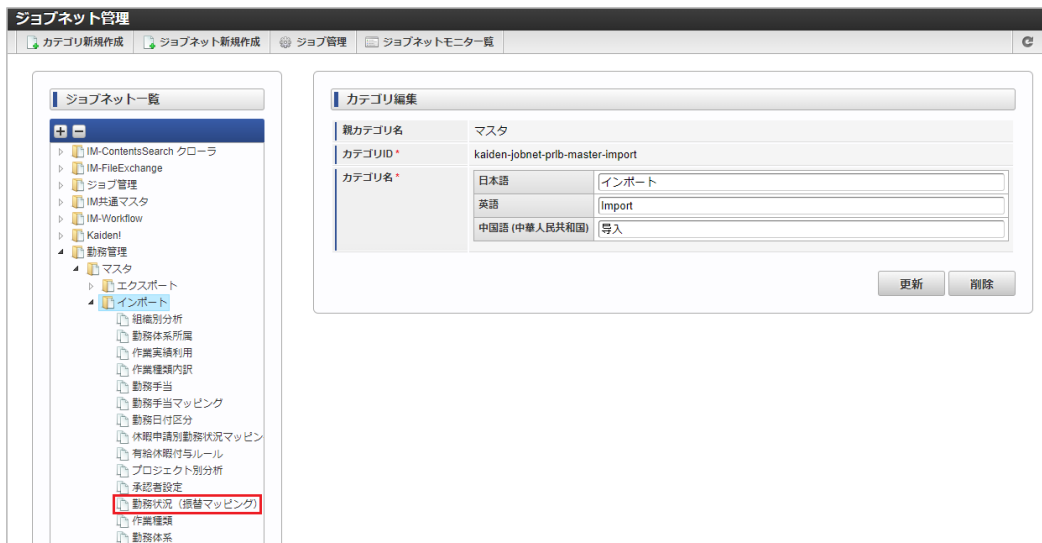 ジョブネット管理
カテゴリ新規作成 ジョブネット新規作成 ジョブ管理 ジョブネットモニタ一覧
ジョブネット一覧
IM-ContentsSearch クローラ
IM-FileExchange
ジョブ管理
IM共通マスタ
IM-Workflow
Kaiden!
勤務管理
マスタ
エクスポート
インポート
組織別分析
勤務体系所属
作業実績利用
作業種類内訳
勤務手当
勤務手当マッピング
勤務日付区分
休暇申請別勤務状況マッピン
有給休暇付与ルール
プロジェクト別分析
承認者設定
勤務状況（振替マッピング）
作業種類
勤務体系
カテゴリ編集
親カテゴリ名 マスタ
カテゴリID * kaiden-jobnet-prlb-master-import
カテゴリ名 * 日本語 インポート
英語 Import
中国語 (中華人民共和国) 导入
更新 削除